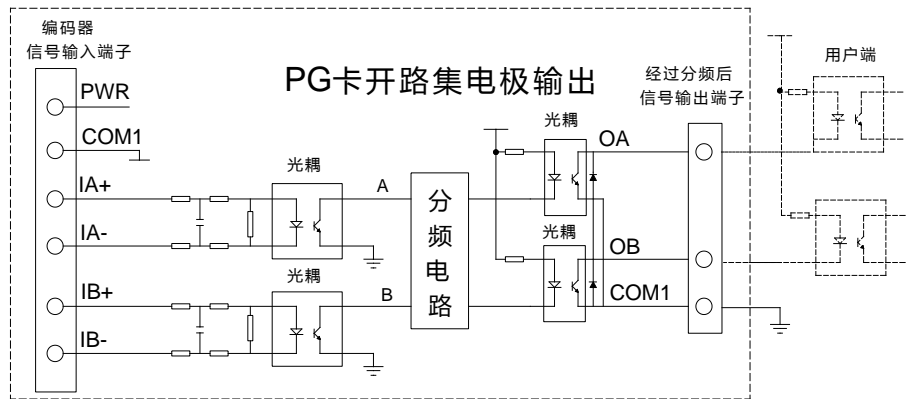 编码器
信号输入端子
PWR
COM1
IA+
IA-
IB+
IB-
PG卡开路集电极输出
光耦
A
光耦
B
分频电路
光耦
OA
光耦
OB
COM1
经过分频后
信号输出端子
用户端